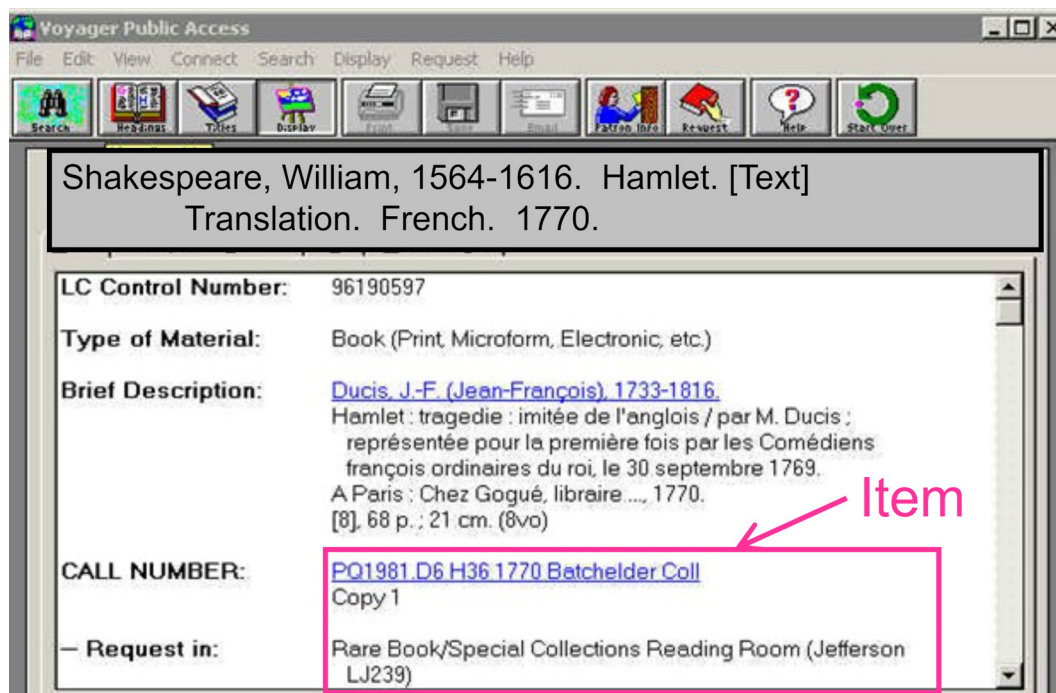 Voyager Public Access
File Edit View Connect Search Display Request Help
Search Headings Titles Display Print Save Email Patron Info Request Help Start Over
Shakespeare, William, 1564-1616. Hamlet. [Text]
Translation. French. 1770.
LC Control Number: 96190597
Type of Material: Book (Print, Microform, Electronic, etc.)
Brief Description: Ducis, J.-F. (Jean-François), 1733-1816.
Hamlet : tragedie : imitée de l'anglois / par M. Ducis ;
représentée pour la première fois par les Comédiens
françois ordinaires du roi, le 30 septembre 1769.
A Paris : Chez Gogué, libraire ..., 1770.
[8], 68 p. ; 21 cm. (8vo)
Item
CALL NUMBER: PQ1981.D6 H36 1770 Batchelder Coll
Copy 1
– Request in: Rare Book/Special Collections Reading Room (Jefferson
LJ239)